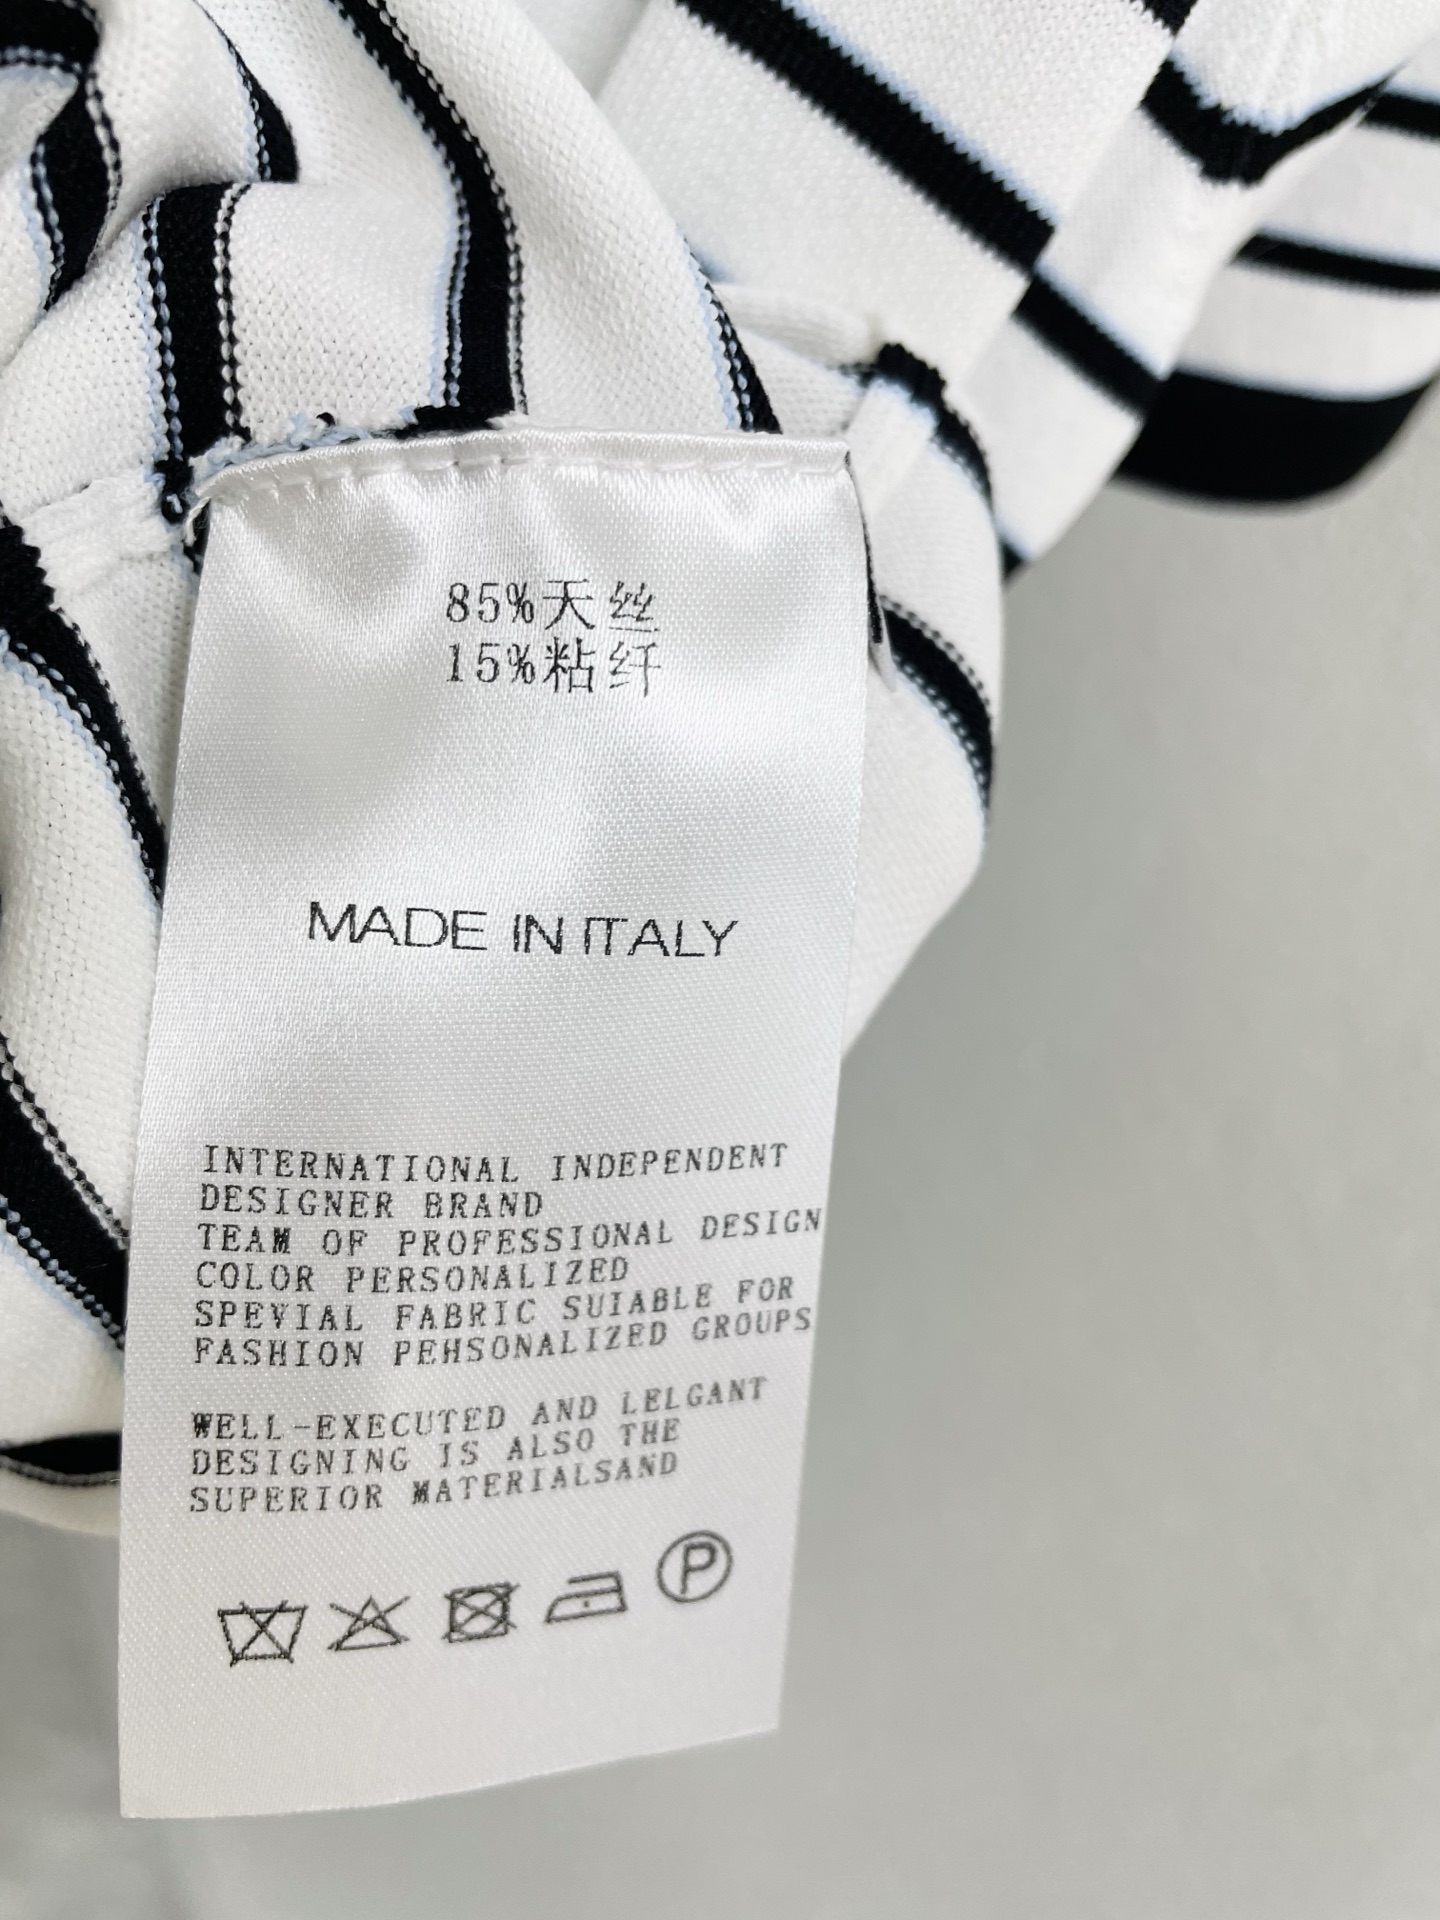 85%天丝
15%粘纤
MADE IN ITALY
INTERNATIONAL INDEPENDENT
DESIGNER BRAND
TEAM OF PROFESSIONAL DESIGN
COLOR PERSONALIZED
SPEVIAL FABRIC SUIABLE FOR
FASHION PEHSONALIZED GROUPS
WELL-EXECUTED AND LELGANT
DESIGNING IS ALSO THE
SUPERIOR MATERIALSAND
P